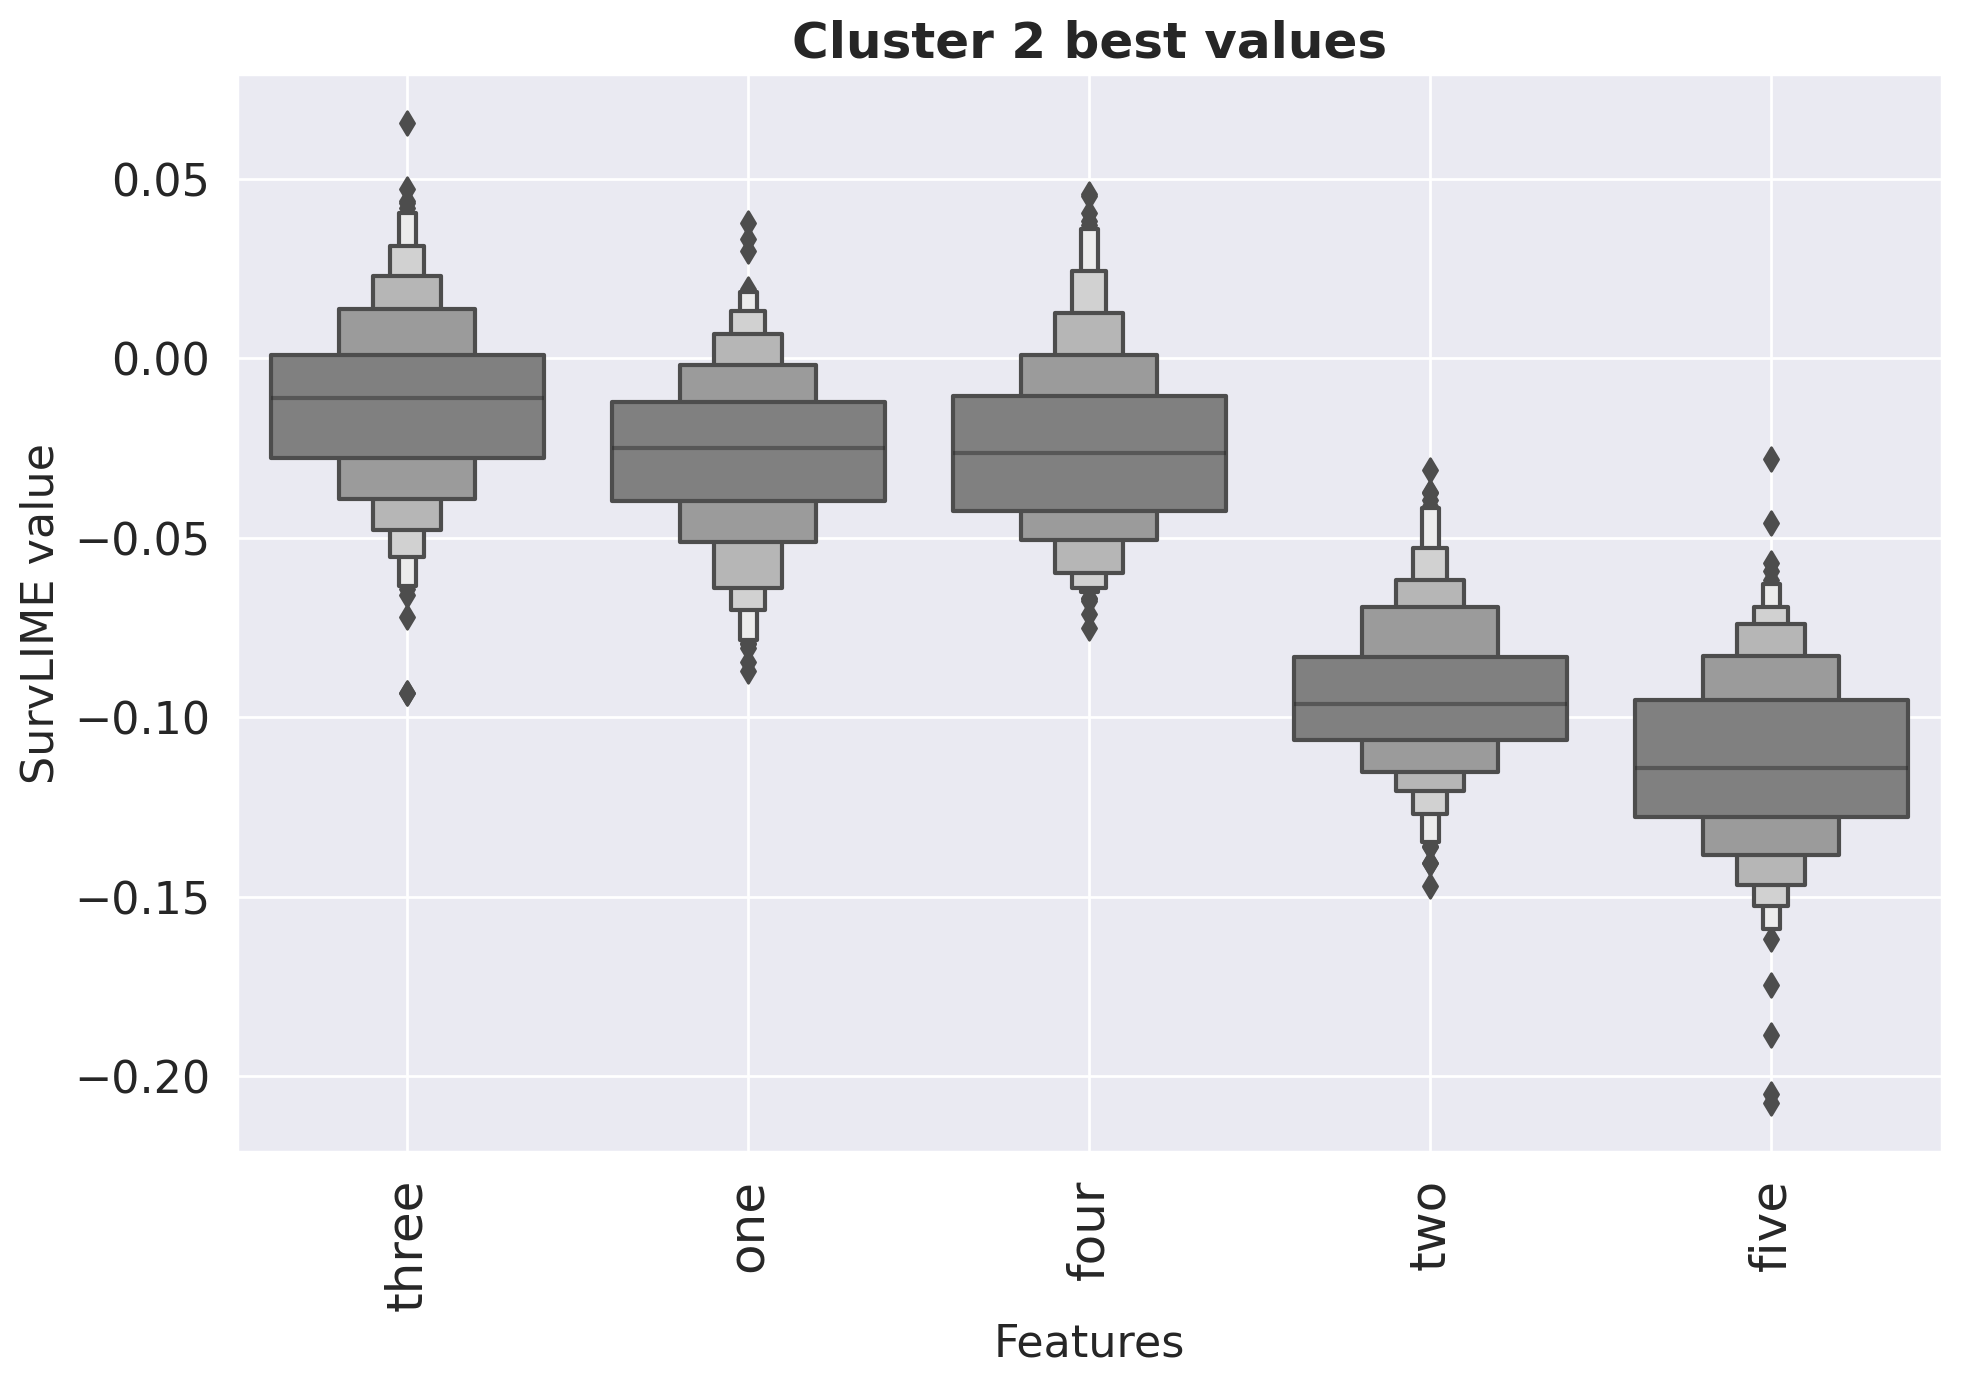 Cluster 2 best values
SurvLIME value
0.05
0.00
−0.05
−0.10
−0.15
−0.20
three
one
four
two
five
Features